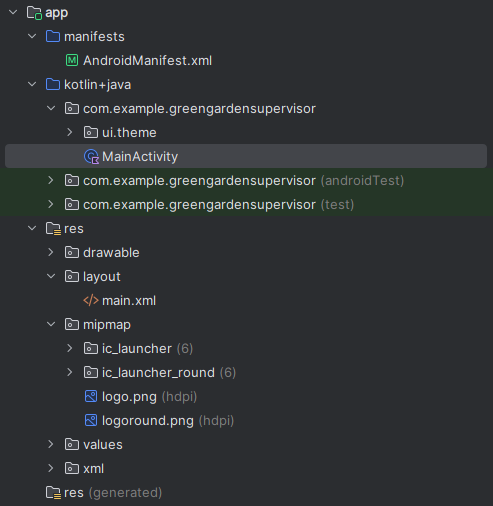 app
manifests
AndroidManifest.xml
kotlin+java
com.example.greengardensupervisor
ui.theme
MainActivity
com.example.greengardensupervisor (androidTest)
com.example.greengardensupervisor (test)
res
drawable
layout
main.xml
mipmap
ic_launcher (6)
ic_launcher_round (6)
logo.png (hdpi)
logoround.png (hdpi)
values
xml
res (generated)